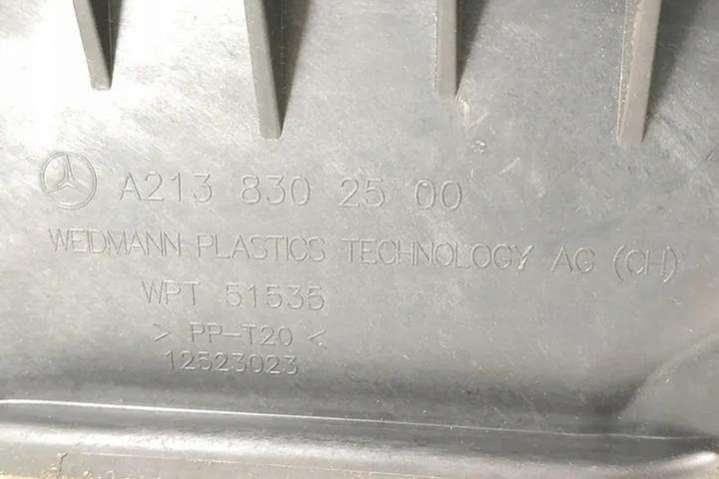 A213 830 25 00
WEIDMANN PLASTICS TECHNOLOGY AG (CH)
WPT 51535
> PP-T20 <
12523023